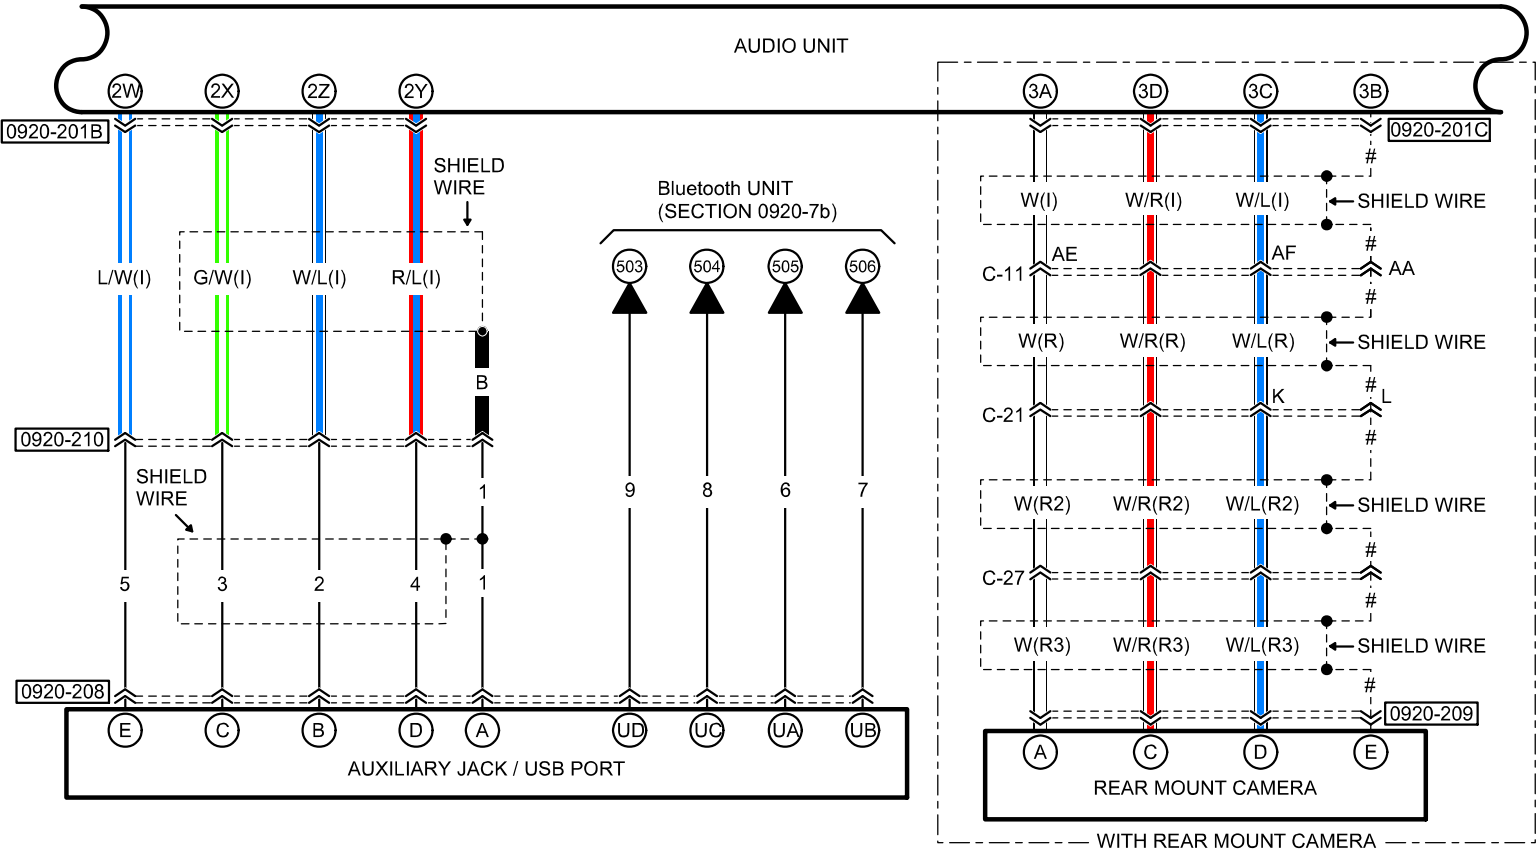 AUDIO UNIT
2W 2X 2Z 2Y 3A 3D 3C 3B
0920-201B 0920-201C
#
SHIELD
WIRE
Bluetooth UNIT
(SECTION 0920-7b)
W(I) W/R(I) W/L(I) SHIELD WIRE
#
AE AF
C-11 AA
L/W(I) G/W(I) W/L(I) R/L(I)
503 504 505 506
#
W(R) W/R(R) W/L(R) SHIELD WIRE
B
#
K L
C-21
0920-210
#
SHIELD
WIRE
1 9 8 6 7
W(R2) W/R(R2) W/L(R2) SHIELD WIRE
#
C-27
5 3 2 4 1
#
W(R3) W/R(R3) W/L(R3) SHIELD WIRE
#
0920-208
0920-209
E C B D A UD UC UA UB
A C D E
AUXILIARY JACK / USB PORT
REAR MOUNT CAMERA
WITH REAR MOUNT CAMERA